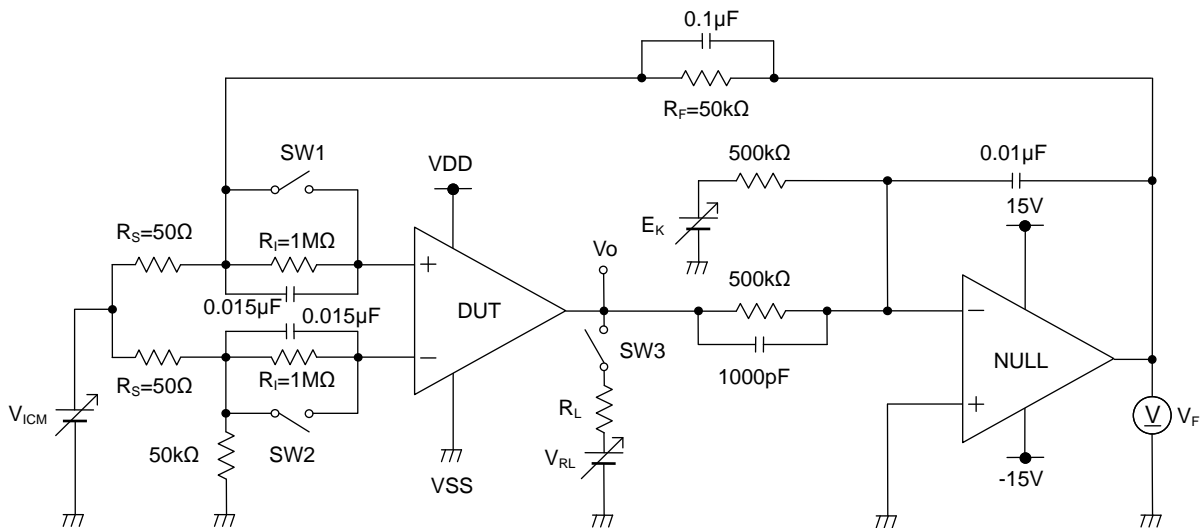 0.1µF
R_F=50kΩ
SW1
VDD
500kΩ
0.01µF
15V
E_K
R_S=50Ω
R_I=1MΩ
Vo
0.015µF
0.015µF
500kΩ
DUT
SW3
NULL
R_S=50Ω
R_I=1MΩ
1000pF
V_ICM
R_L
V
V_F
50kΩ
SW2
V_RL
VSS
-15V
+
−
−
+